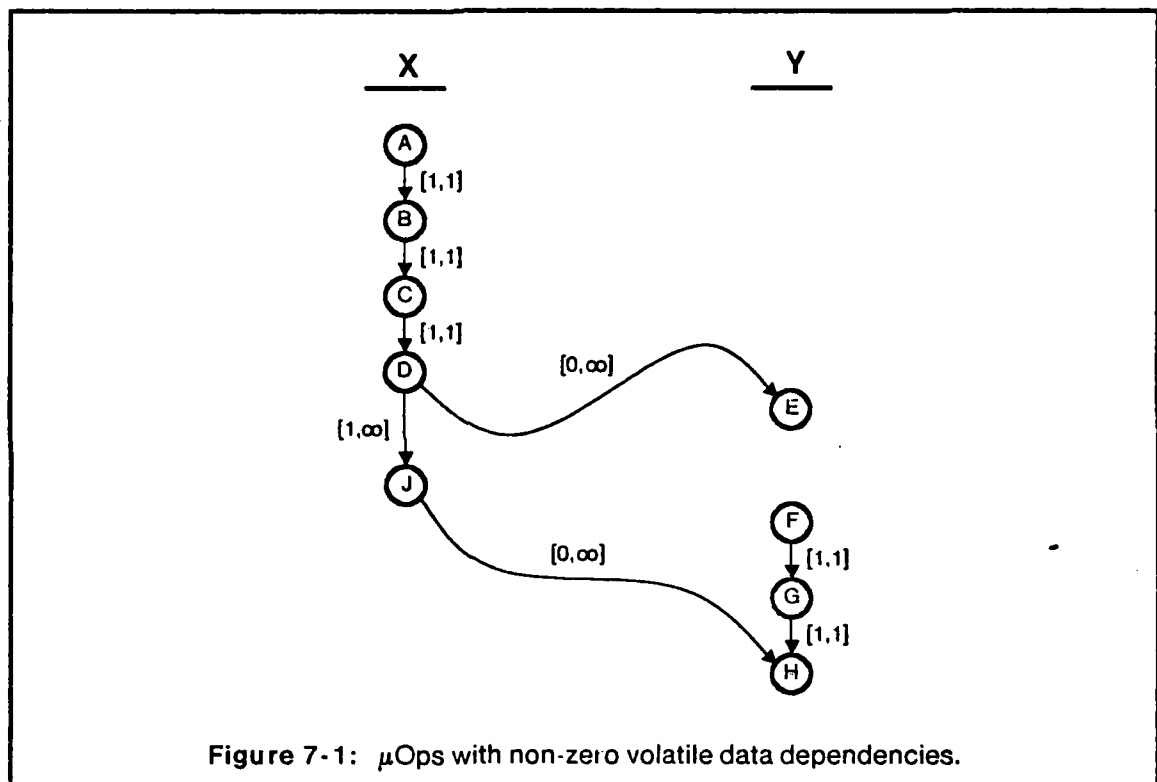 X Y
A
[1,1]
B
[1,1]
C
[1,1]
D
[0,∞]
E
[1,∞]
J
F
[0,∞]
[1,1]
G
[1,1]
H
Figure 7-1: μOps with non-zero volatile data dependencies.